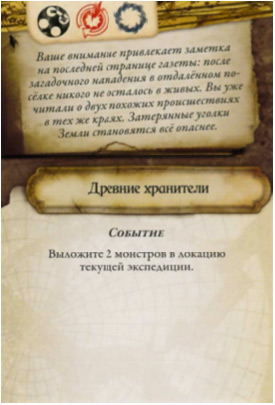 Ваше внимание привлекает заметка
на последней странице газеты: после
загадочного нападения в отдалённом по-
сёлке никого не осталось в живых. Вы уже
читали о двух похожих происшествиях
в тех же краях. Затерянные уголки
Земли становятся всё опаснее.
Древние хранители
Событие
Выложите 2 монстров в локацию
текущей экспедиции.